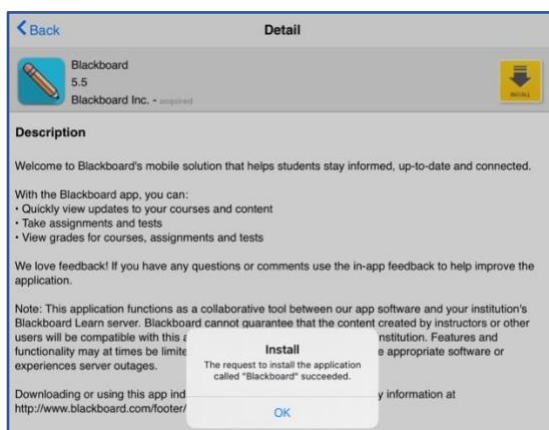 Back
Detail
Blackboard
5.5
Blackboard Inc. - acquired
INSTALL
Description
Welcome to Blackboard's mobile solution that helps students stay informed, up-to-date and connected.
With the Blackboard app, you can:
• Quickly view updates to your courses and content
• Take assignments and tests
• View grades for courses, assignments and tests
We love feedback! If you have any questions or comments use the in-app feedback to help improve the
application.
Note: This application functions as a collaborative tool between our app software and your institution's
Blackboard Learn server. Blackboard cannot guarantee that the content created by instructors or other
users will be compatible with this a nstitution. Features and
functionality may at times be limite e appropriate software or
experiences server outages.
Downloading or using this app ind y information at
http://www.blackboard.com/footer/
Install
The request to install the application
called "Blackboard" succeeded.
OK